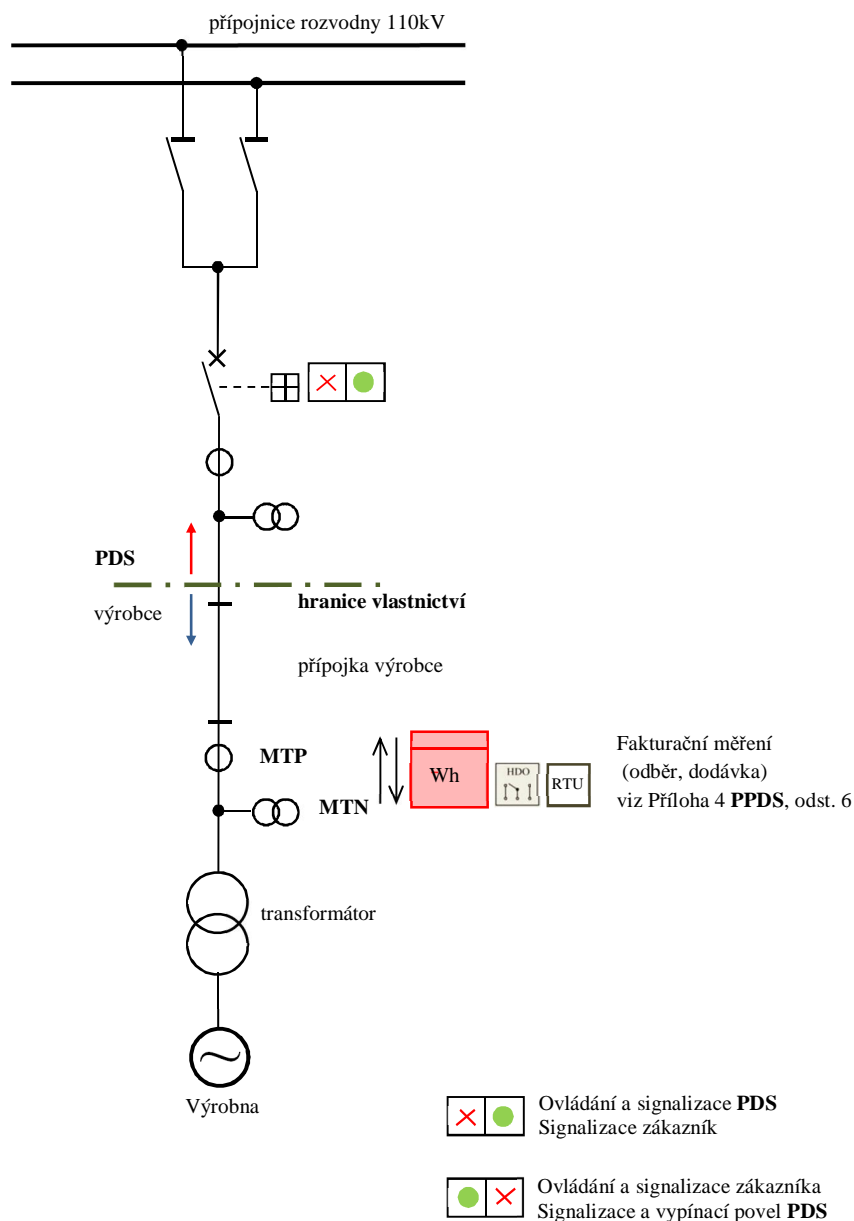 přípojnice rozvodny 110kV
PDS
hranice vlastnictví
výrobce
přípojka výrobce
MTP
Wh
HDO
RTU
Fakturační měření
(odběr, dodávka)
viz Příloha 4 PPDS, odst. 6
MTN
transformátor
Výrobna
Ovládání a signalizace PDS
Signalizace zákazník
Ovládání a signalizace zákazníka
Signalizace a vypínací povel PDS